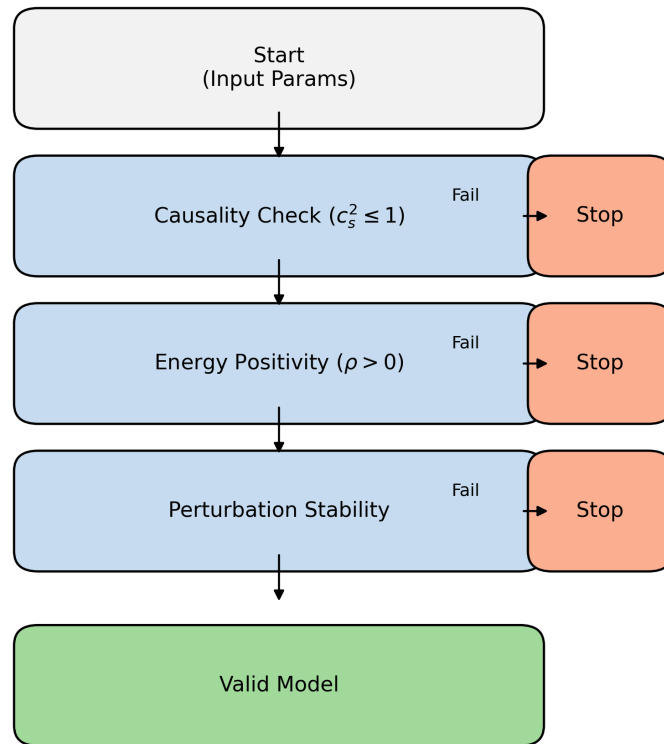 Start
(Input Params)
Causality Check ($c_s^2 \leq 1$)
Fail
Stop
Energy Positivity ($\rho > 0$)
Fail
Stop
Perturbation Stability
Fail
Stop
Valid Model